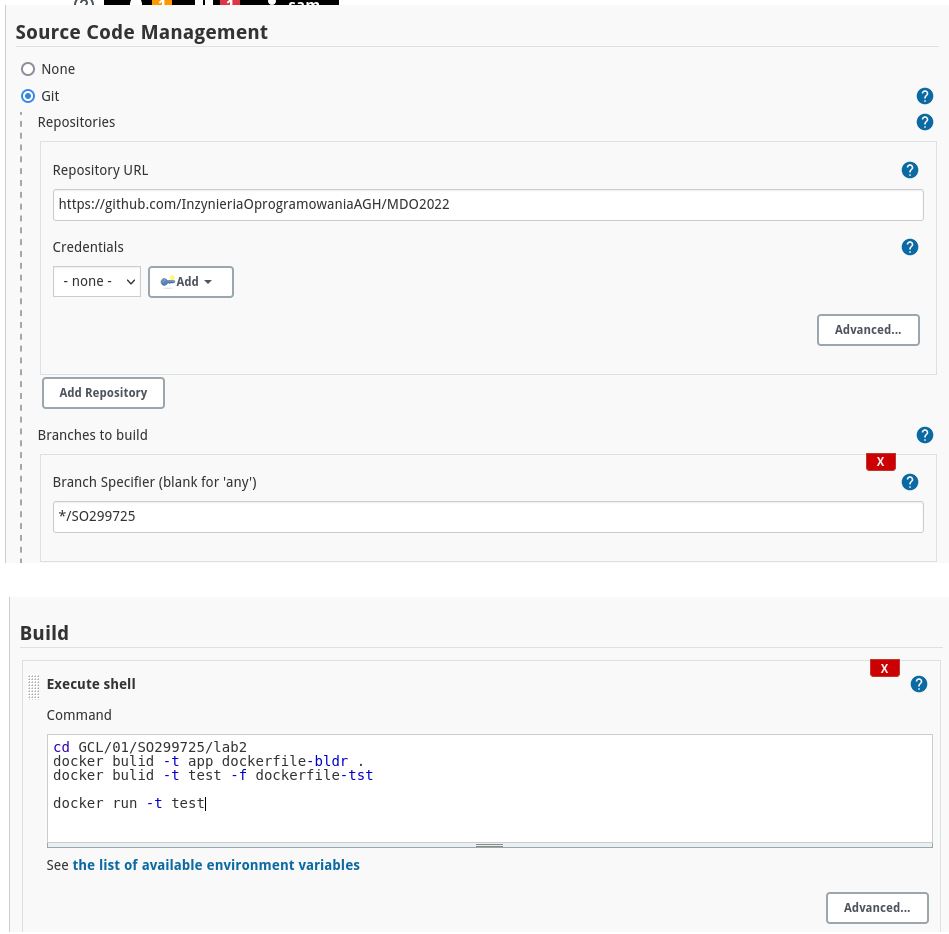 Source Code Management
None
Git
?
Repositories
?
Repository URL
?
https://github.com/InzynieriaOprogramowaniaAGH/MDO2022
Credentials
?
- none -
Add
Advanced...
Add Repository
Branches to build
?
X
Branch Specifier (blank for 'any')
?
*/SO299725
Build
X
Execute shell
?
Command
cd GCL/01/SO299725/lab2
docker bulid -t app dockerfile-bldr .
docker bulid -t test -f dockerfile-tst
docker run -t test
See the list of available environment variables
Advanced...